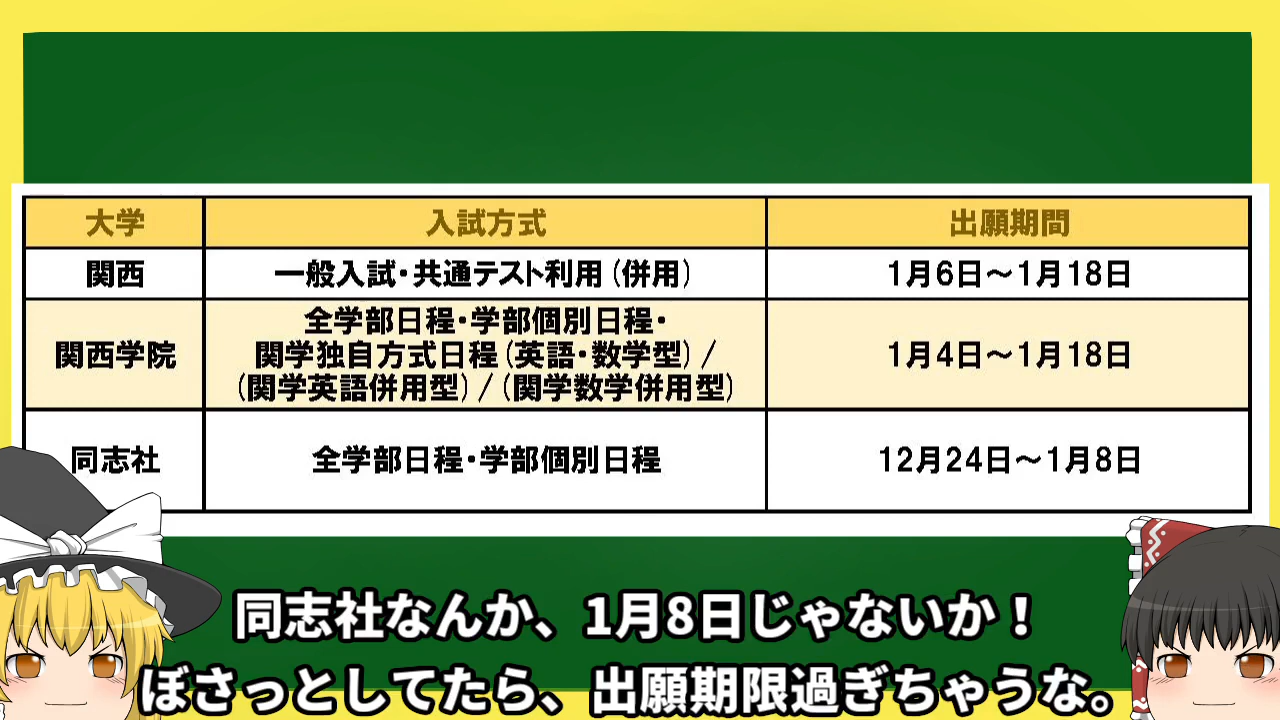 大学 入試方式 出願期間
関西 一般入試・共通テスト利用(併用) 1月6日～1月18日
全学部日程・学部個別日程・
関西学院 関学独自方式日程(英語・数学型)/ 1月4日～1月18日
(関学英語併用型)/(関学数学併用型)
同志社 全学部日程・学部個別日程 12月24日～1月8日
同志社なんか、1月8日じゃないか！
ぼさっとしてたら、出願期限過ぎちゃうな。